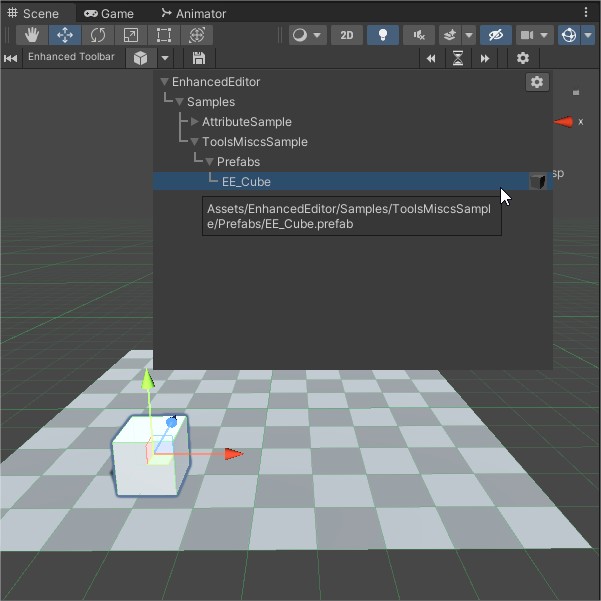 Scene Game Animator
2D
Enhanced Toolbar
EnhancedEditor
Samples
AttributeSample
x
ToolsMiscsSample
Prefabs
sp
EE_Cube
Assets/EnhancedEditor/Samples/ToolsMiscsSampl
e/Prefabs/EE_Cube.prefab